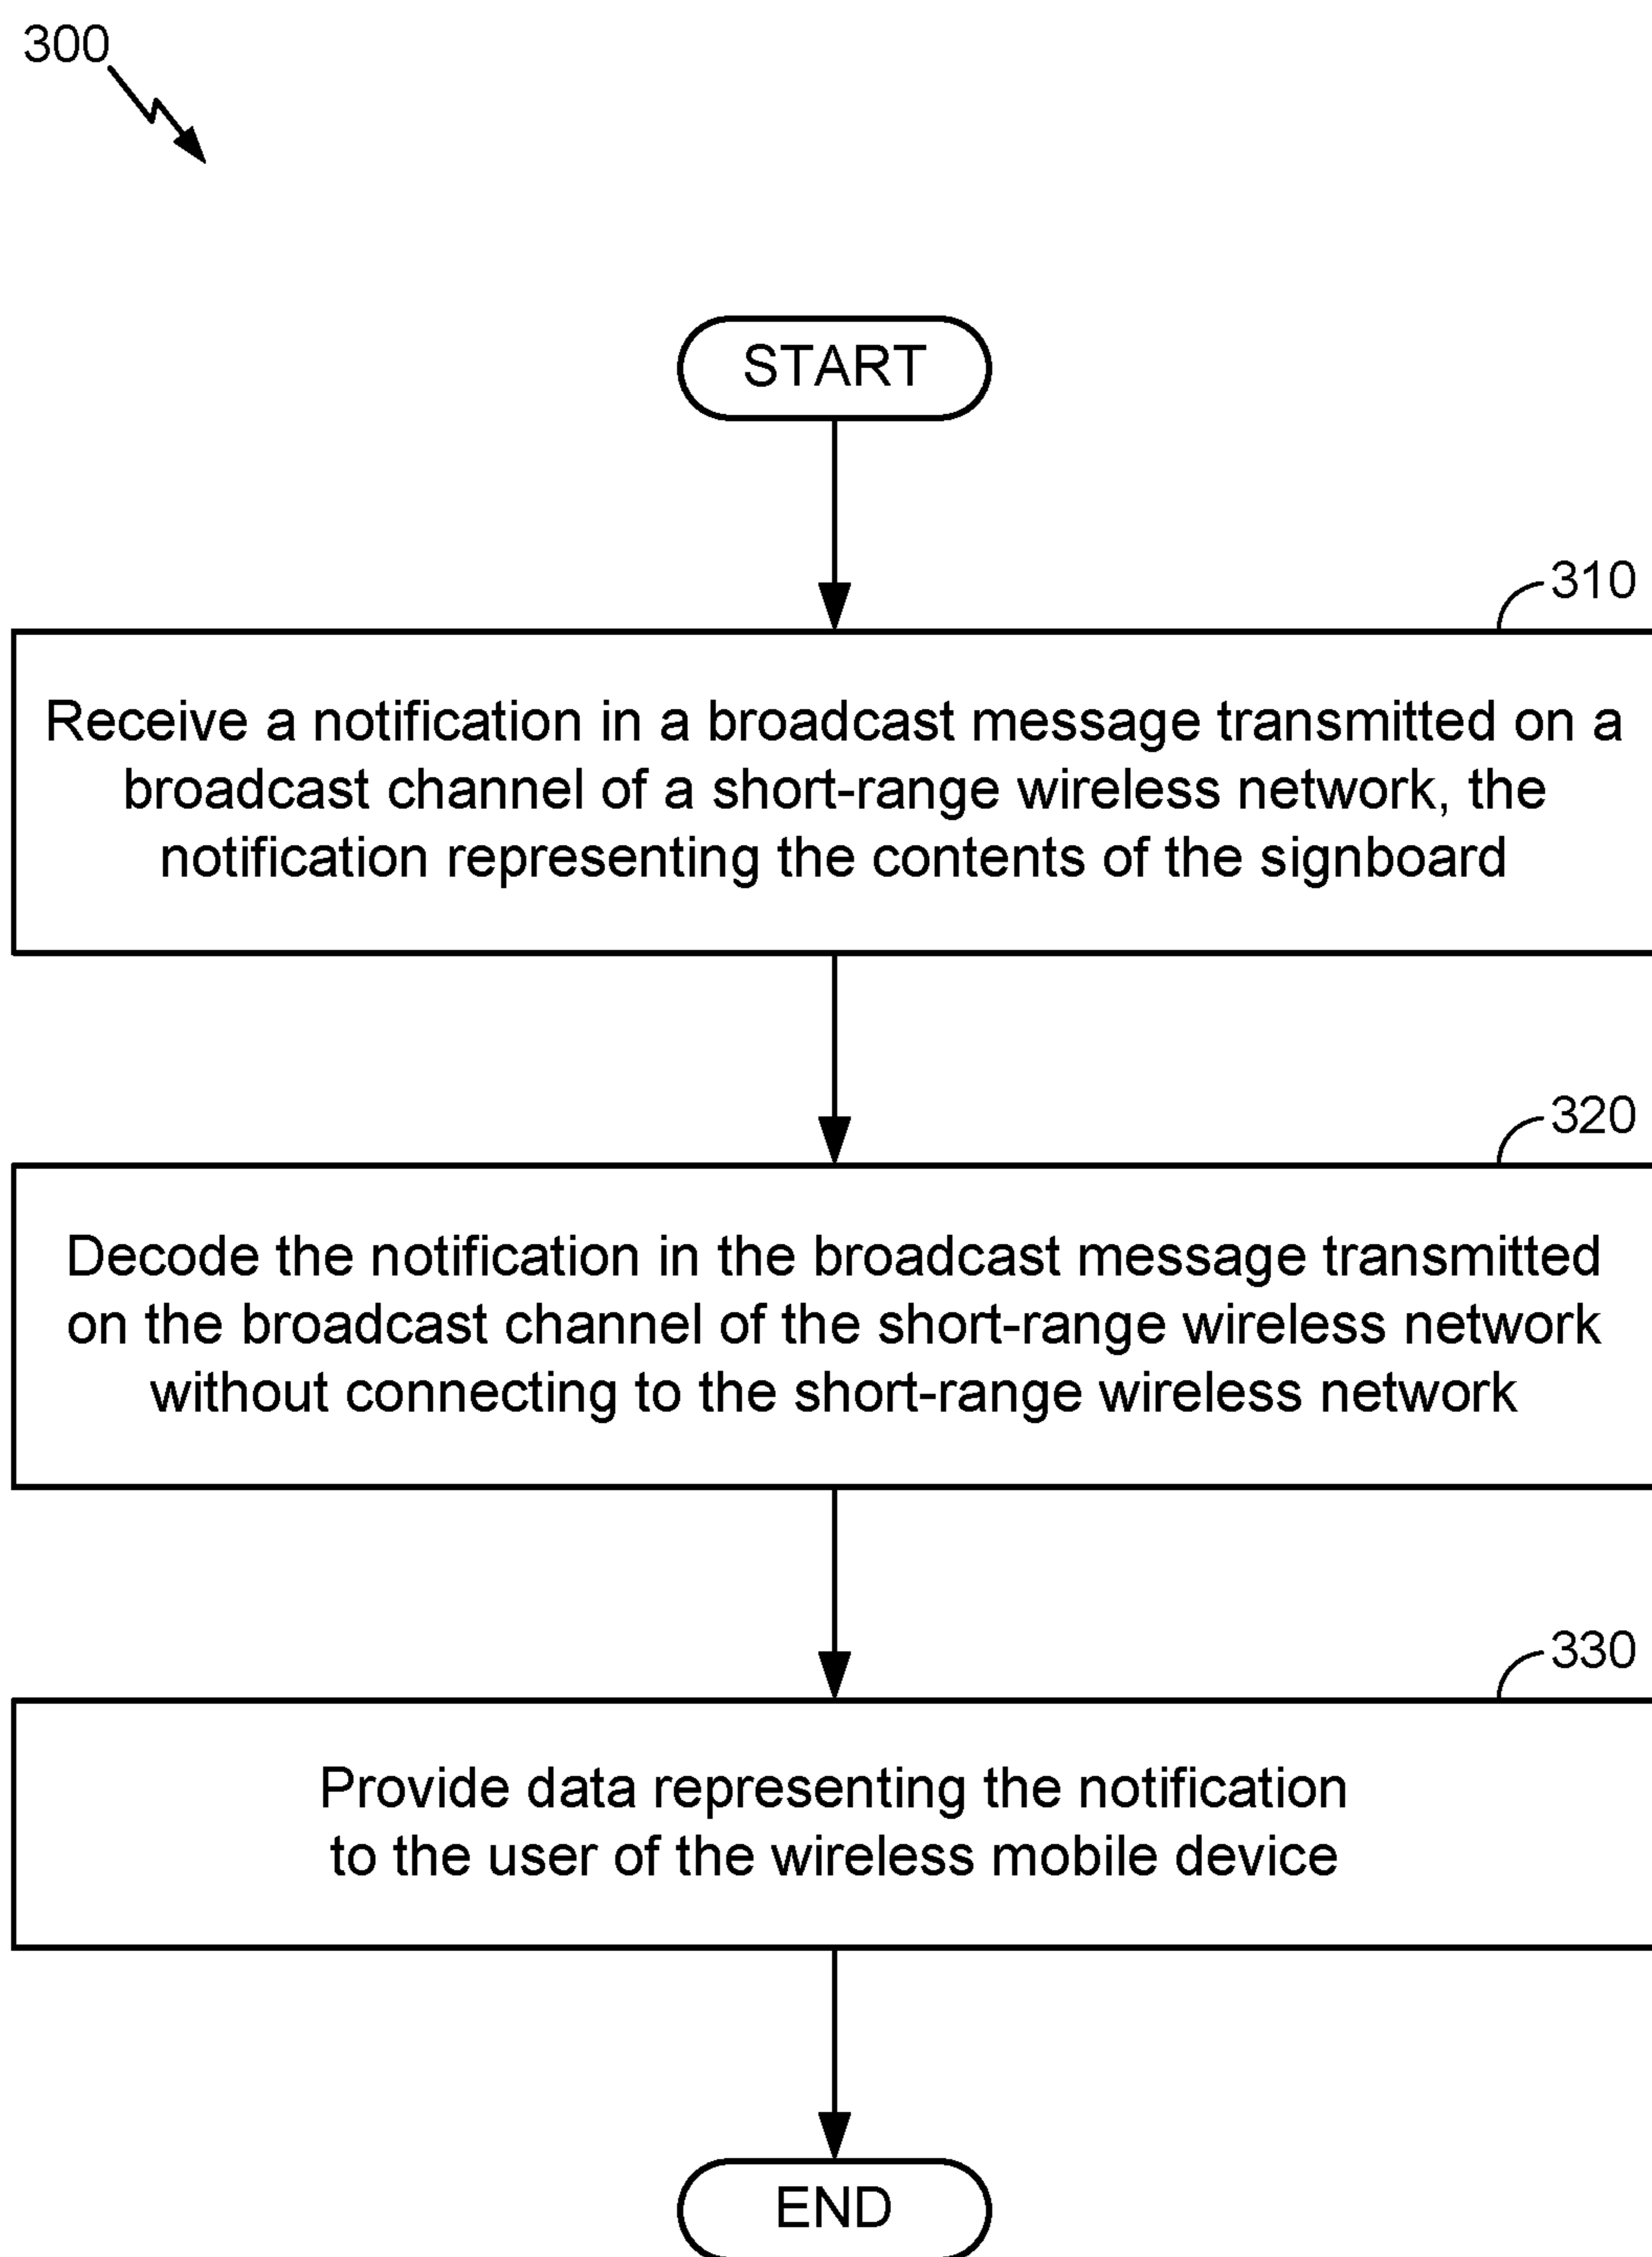 300
START
310
Receive a notification in a broadcast message transmitted on a
broadcast channel of a short-range wireless network, the
notification representing the contents of the signboard
320
Decode the notification in the broadcast message transmitted
on the broadcast channel of the short-range wireless network
without connecting to the short-range wireless network
330
Provide data representing the notification
to the user of the wireless mobile device
END